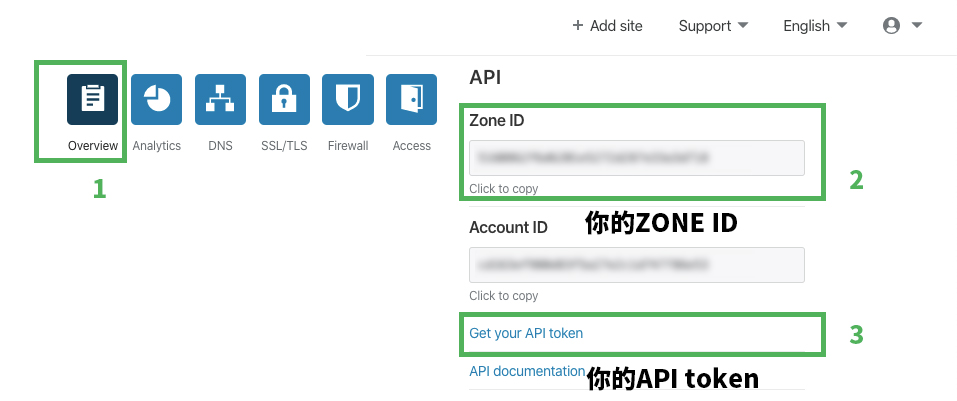 Add site Support English
Overview Analytics DNS SSL/TLS Firewall Access
1
API
Zone ID
Click to copy
2
你的ZONE ID
Account ID
Click to copy
Get your API token
3
API documentation
你的API token